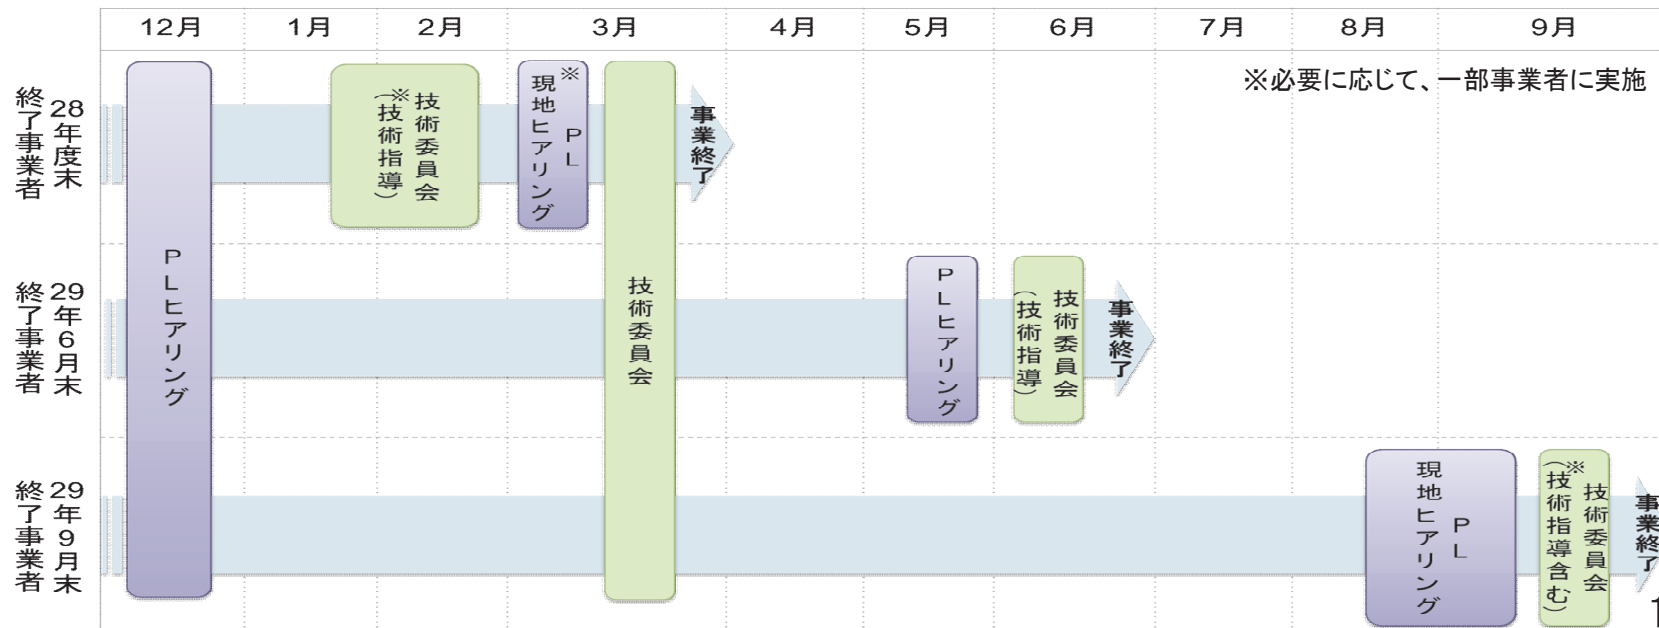 12月 1月 2月 3月 4月 5月 6月 7月 8月 9月
※必要に応じて、一部事業者に実施
28年度末
終了事業者
PLヒアリング
技術委員会
※(技術指導)
※PL
現地ヒアリング
技術委員会
事業終了
29年6月末
終了事業者
PLヒアリング
技術委員会
(技術指導)
事業終了
29年9月末
終了事業者
PL
現地ヒアリング
技術委員会
※(技術指導含む)
事業終了